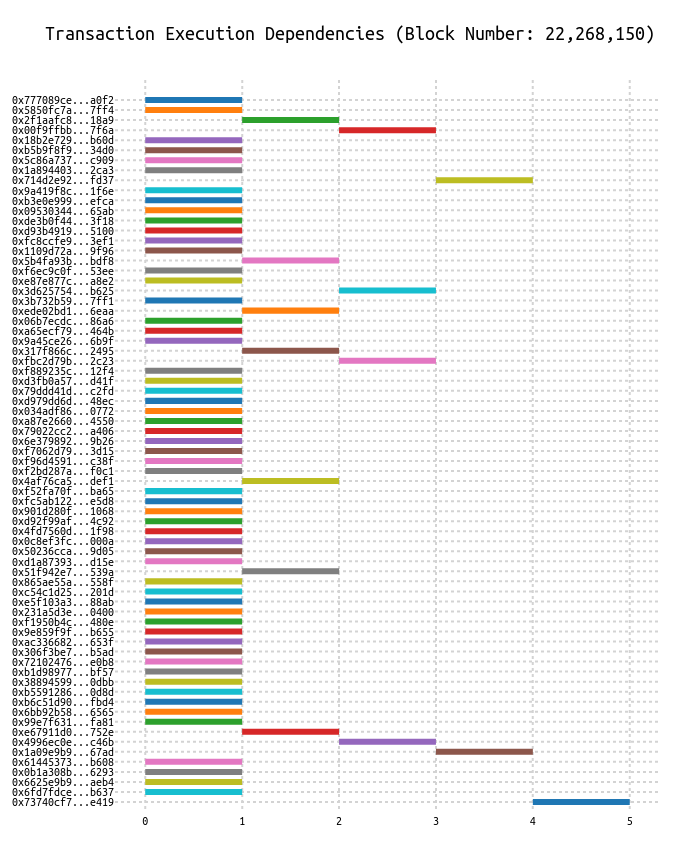 Transaction Execution Dependencies (Block Number: 22,268,150)
0x777089ce...a0f2
0x5850fc7a...7ff4
0x2f1aafc8...18a9
0x00f9ffbb...7f6a
0x18b2e729...b60d
0xb5b9f8f9...34d0
0x5c86a737...c909
0x1a894403...2ca3
0x714d2e92...fd37
0x9a419f8c...1f6e
0xb3e0e999...efca
0x09530344...65ab
0xde3b0f44...3f18
0xd93b4919...5100
0xfc8ccfe9...3ef1
0x1109d72a...9f96
0x5b4fa93b...bdf8
0xf6ec9c0f...53ee
0xe87e877c...a8e2
0x3d625754...b625
0x3b732b59...7ff1
0xede02bd1...6eaa
0x06b7ecdc...86a6
0xa65ecf79...464b
0x9a45ce26...6b9f
0x317f866c...2495
0xfbc2d79b...2c23
0xf889235c...12f4
0xd3fb0a57...d41f
0x79ddd41d...c2fd
0xd979dd6d...48ec
0x034adf86...0772
0xa87e2660...4550
0x79022cc2...a406
0x6e379892...9b26
0xf7062d79...3d15
0xf96d4591...c38f
0xf2bd287a...f0c1
0x4af76ca5...def1
0xf52fa70f...ba65
0xfc5ab122...e5d8
0x901d280f...1068
0xd92f99af...4c92
0x4fd7560d...1f98
0x0c8ef3fc...000a
0x50236cca...9d05
0xd1a87393...d15e
0x51f942e7...539a
0x865ae55a...558f
0xc54c1d25...201d
0xe5f103a3...88ab
0x231a5d3e...0400
0xf1950b4c...480e
0x9e859f9f...b655
0xac336682...653f
0x306f3be7...b5ad
0x72102476...e0b8
0xb1d98977...bf57
0x38894599...0dbb
0xb5591286...0d8d
0xb6c51d90...fbd4
0x6bb92b58...6565
0x99e7f631...fa81
0xe67911d0...752e
0x4996ec0e...c46b
0x1a09e9b9...67ad
0x61445373...b608
0x0b1a308b...6293
0x6625e9b9...aeb4
0x6fd7fdce...b637
0x73740cf7...e419
0 1 2 3 4 5